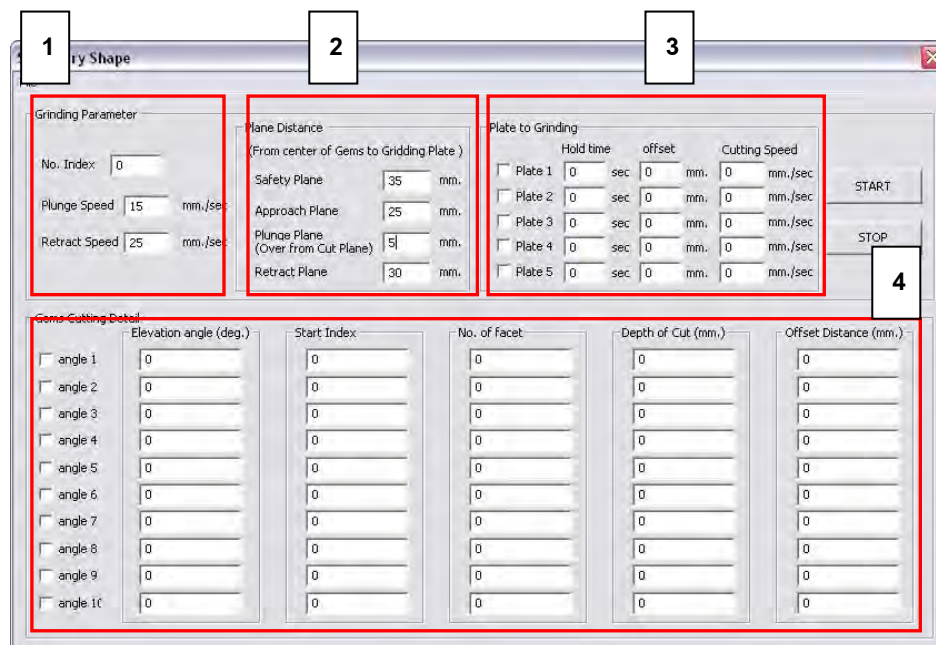 1
2
3
ry Shape
Grinding Parameter
No. Index 0
Plunge Speed 15 mm./sec
Retract Speed 25 mm./sec
Plane Distance
(From center of Gems to Gridding Plate )
Safety Plane 35 mm.
Approach Plane 25 mm.
Plunge Plane
(Over from Cut Plane) 5 mm.
Retract Plane 30 mm.
Plate to Grinding
Hold time offset Cutting Speed
Plate 1 0 sec 0 mm. 0 mm./sec
Plate 2 0 sec 0 mm. 0 mm./sec
Plate 3 0 sec 0 mm. 0 mm./sec
Plate 4 0 sec 0 mm. 0 mm./sec
Plate 5 0 sec 0 mm. 0 mm./sec
START
STOP
4
Gems Cutting Detail
Elevation angle (deg.) Start Index No. of facet Depth of Cut (mm.) Offset Distance (mm.)
angle 1 0 0 0 0 0
angle 2 0 0 0 0 0
angle 3 0 0 0 0 0
angle 4 0 0 0 0 0
angle 5 0 0 0 0 0
angle 6 0 0 0 0 0
angle 7 0 0 0 0 0
angle 8 0 0 0 0 0
angle 9 0 0 0 0 0
angle 10 0 0 0 0 0